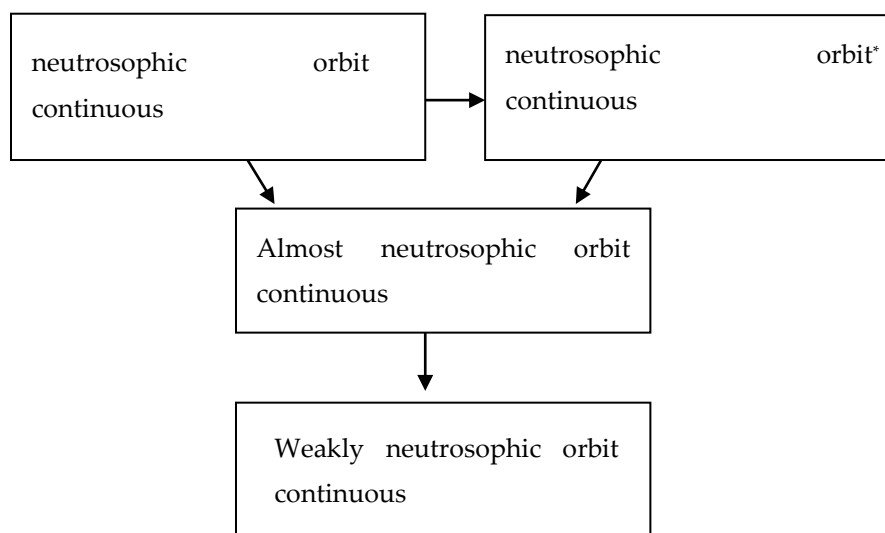 neutrosophic orbit
continuous
neutrosophic orbit*
continuous
Almost neutrosophic orbit
continuous
Weakly neutrosophic orbit
continuous